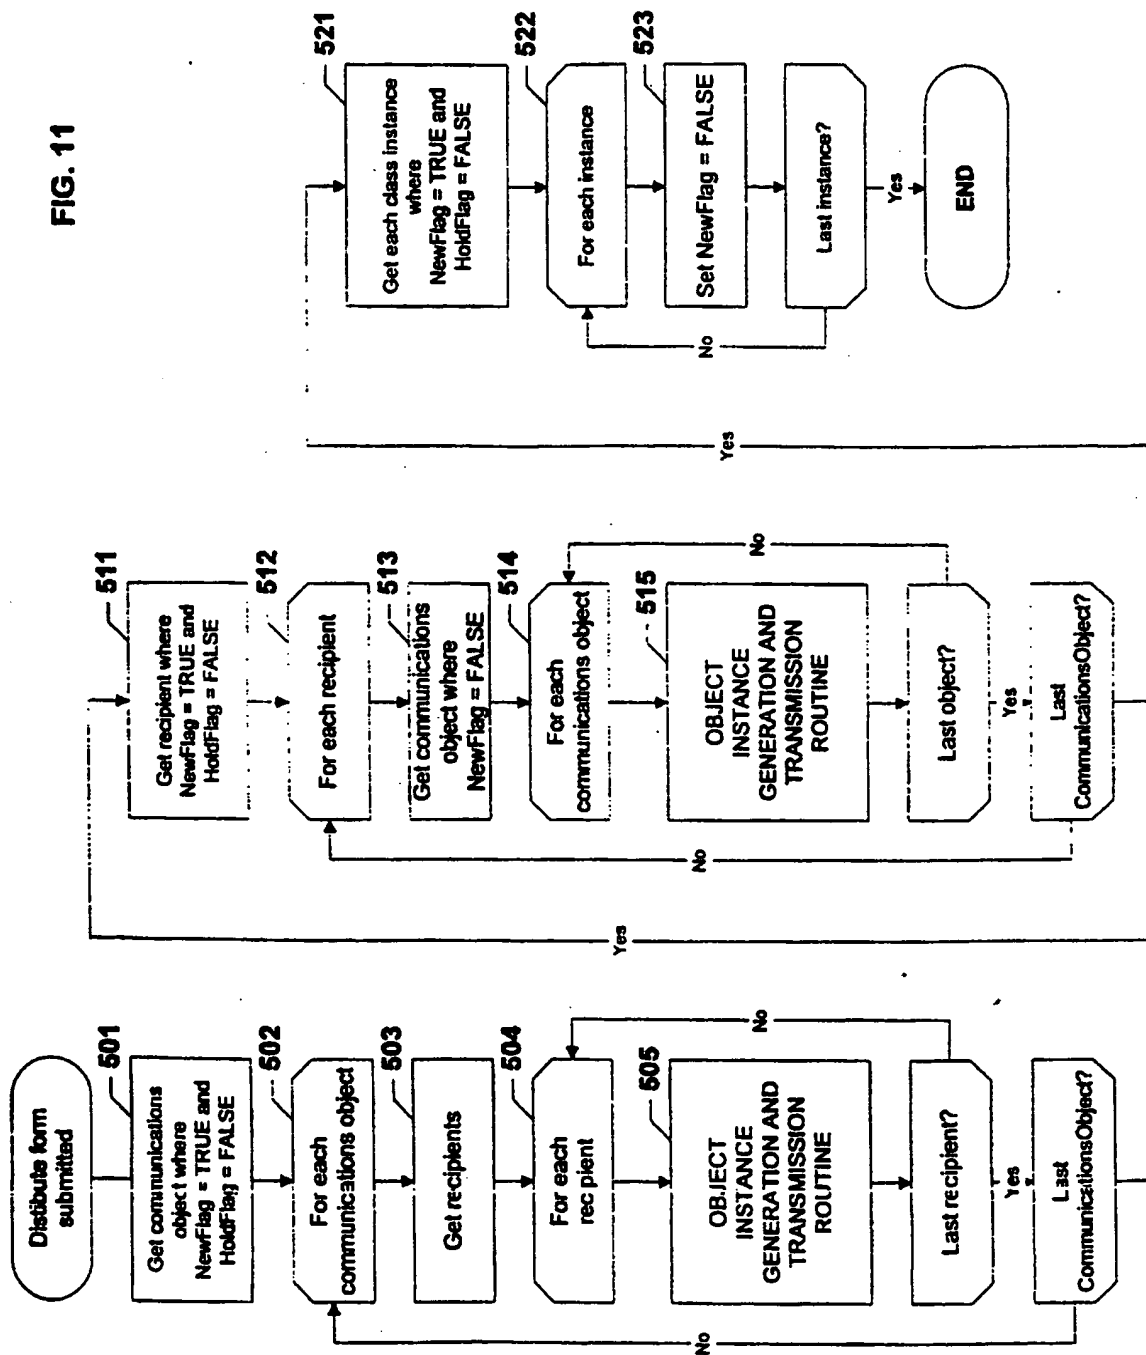 FIG. 11
Distibute form
submitted
501
Get communications
object where
NewFlag = TRUE and
HoldFlag = FALSE
502
For each
communications object
503
Get recipients
504
For each
rec pient
505
OBJECT
INSTANCE
GENERATION AND
TRANSMISSION
ROUTINE
No
Last recipient?
Yes
Last
CommunicationsObject?
No
Yes
511
Get recipient where
NewFlag = TRUE and
HoldFlag = FALSE
512
For each recipient
513
Get communications
object where
NewFlag = FALSE
514
For each
communications object
515
OBJECT
INSTANCE
GENERATION AND
TRANSMISSION
ROUTINE
No
Last object?
Yes
Last
CommunicationsObject?
No
Yes
521
Get each class instance
where
NewFlag = TRUE and
HoldFlag = FALSE
522
For each instance
523
Set NewFlag = FALSE
Last instance?
No
Yes
END